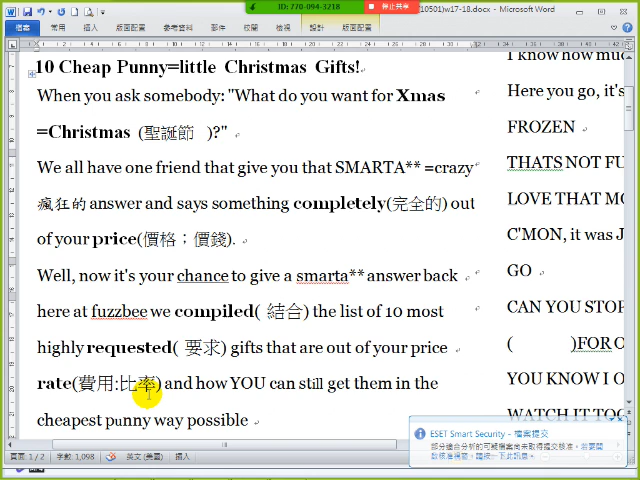 ID: 770-094-3218
停止共享
10501)w17-18.docx - Microsoft Word
檔案
常用
插入
版面配置
參考資料
郵件
校閱
檢視
設計
版面配置
10 Cheap Punny=little Christmas Gifts!
When you ask somebody: "What do you want for Xmas
=Christmas (聖誕節 )?"
We all have one friend that give you that SMARTA** =crazy
瘋狂的 answer and says something completely(完全的) out
of your price(價格；價錢).
Well, now it's your chance to give a smarta** answer back
here at fuzzbee we compiled( 結合) the list of 10 most
highly requested( 要求) gifts that are out of your price
rate(費用:比率) and how YOU can still get them in the
cheapest punny way possible
I know how muc
Here you go, it's
FROZEN
THATS NOT FU
LOVE THAT MO
C'MON, it was J
GO
CAN YOU STOP
( )FOR O
YOU KNOW I O
WATCH IT TOO
ESET Smart Security - 檔案提交
頁面: 1 / 2
字數: 1,098
英文 (美國)
插入